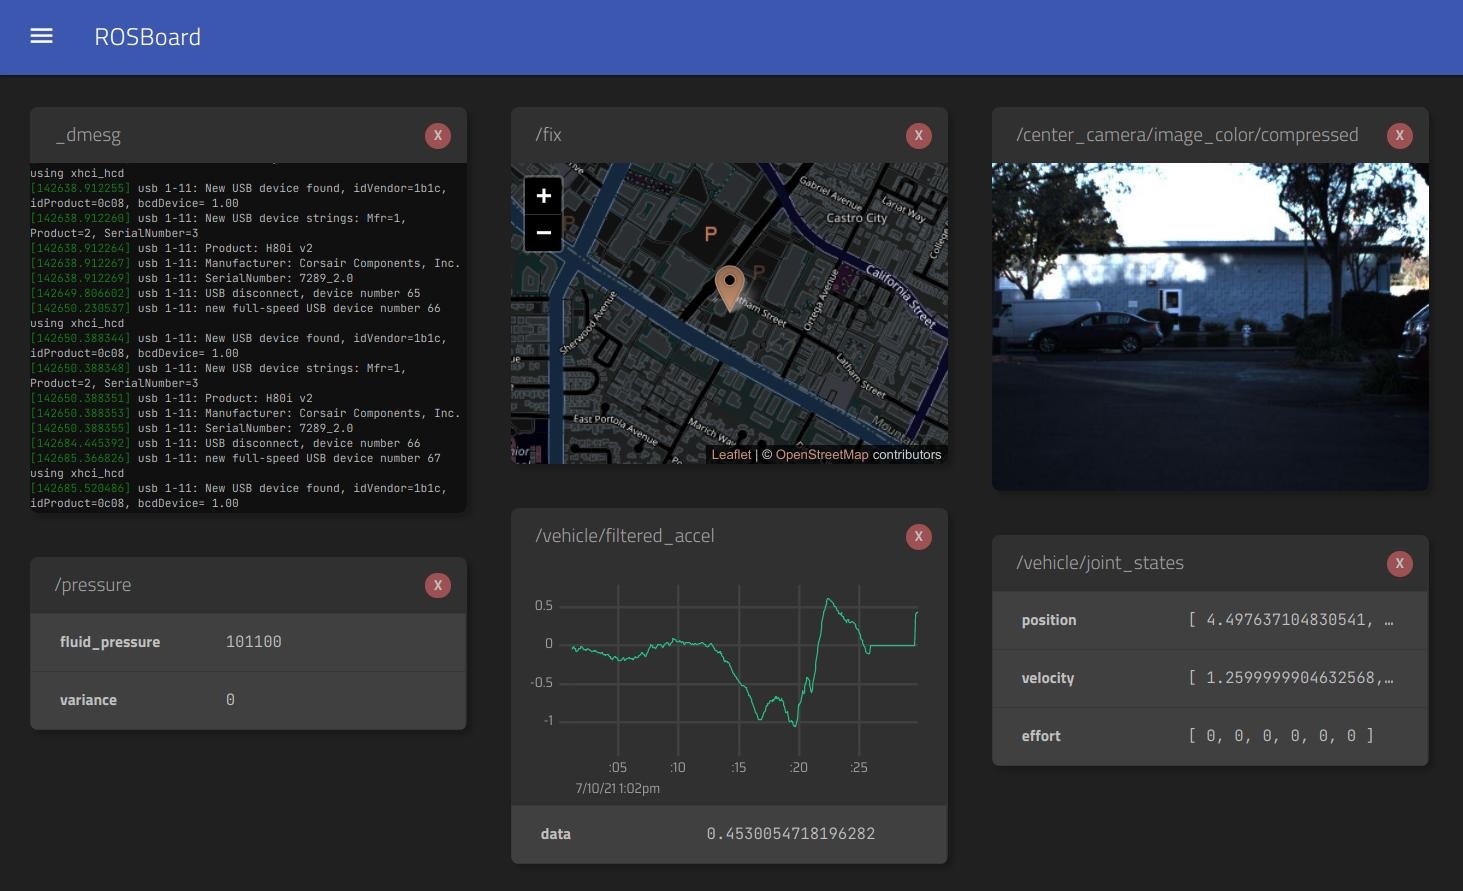 ROSBoard
_dmesg
X
using xhci_hcd
[142638.912255] usb 1-11: New USB device found, idVendor=1b1c,
idProduct=0c08, bcdDevice= 1.00
[142638.912260] usb 1-11: New USB device strings: Mfr=1,
Product=2, SerialNumber=3
[142638.912264] usb 1-11: Product: H80i v2
[142638.912267] usb 1-11: Manufacturer: Corsair Components, Inc.
[142638.912269] usb 1-11: SerialNumber: 7289_2.0
[142649.806602] usb 1-11: USB disconnect, device number 65
[142650.230537] usb 1-11: new full-speed USB device number 66
using xhci_hcd
[142650.388344] usb 1-11: New USB device found, idVendor=1b1c,
idProduct=0c08, bcdDevice= 1.00
[142650.388348] usb 1-11: New USB device strings: Mfr=1,
Product=2, SerialNumber=3
[142650.388351] usb 1-11: Product: H80i v2
[142650.388353] usb 1-11: Manufacturer: Corsair Components, Inc.
[142650.388355] usb 1-11: SerialNumber: 7289_2.0
[142684.445392] usb 1-11: USB disconnect, device number 66
[142685.366826] usb 1-11: new full-speed USB device number 67
using xhci_hcd
[142685.520486] usb 1-11: New USB device found, idVendor=1b1c,
idProduct=0c08, bcdDevice= 1.00
/pressure
X
fluid_pressure 101100
variance 0
/fix
X
+
−
Gabriel Avenue
Lariat Way
Castro City
P
P
P
California Street
Ortega Avenue
Sherwood Avenue
Street
Latham Street
East Portola Avenue
Marich Way
Leaflet | © OpenStreetMap contributors
/vehicle/filtered_accel
X
0.5
0
-0.5
-1
:05 :10 :15 :20 :25
7/10/21 1:02pm
data 0.4530054718196282
/center_camera/image_color/compressed
X
/vehicle/joint_states
X
position [ 4.497637104830541, …
velocity [ 1.2599999904632568,…
effort [ 0, 0, 0, 0, 0, 0 ]